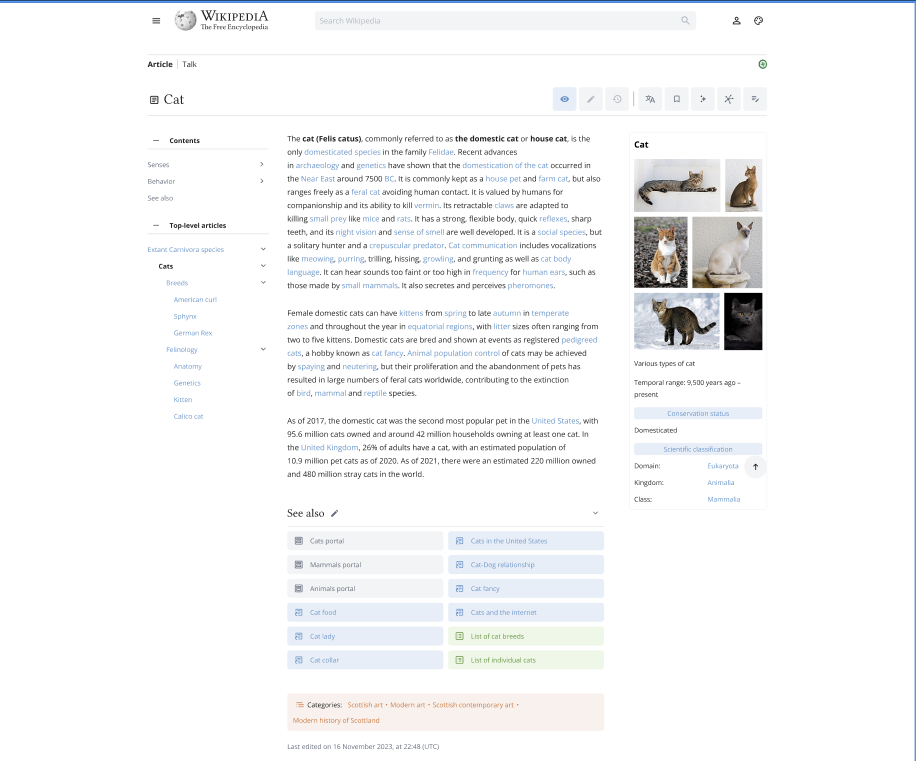 WIKIPEDIA
The Free Encyclopedia
Search Wikipedia
Article
Talk
Cat
Contents
Senses
Behavior
See also
Top-level articles
Extant Carnivora species
Cats
Breeds
American curl
Sphynx
German Rex
Felinology
Anatomy
Genetics
Kitten
Calico cat
The cat (Felis catus), commonly referred to as the domestic cat or house cat, is the
only domesticated species in the family Felidae. Recent advances
in archaeology and genetics have shown that the domestication of the cat occurred in
the Near East around 7500 BC. It is commonly kept as a house pet and farm cat, but also
ranges freely as a feral cat avoiding human contact. It is valued by humans for
companionship and its ability to kill vermin. Its retractable claws are adapted to
killing small prey like mice and rats. It has a strong, flexible body, quick reflexes, sharp
teeth, and its night vision and sense of smell are well developed. It is a social species, but
a solitary hunter and a crepuscular predator. Cat communication includes vocalizations
like meowing, purring, trilling, hissing, growling, and grunting as well as cat body
language. It can hear sounds too faint or too high in frequency for human ears, such as
those made by small mammals. It also secretes and perceives pheromones.
Female domestic cats can have kittens from spring to late autumn in temperate
zones and throughout the year in equatorial regions, with litter sizes often ranging from
two to five kittens. Domestic cats are bred and shown at events as registered pedigreed
cats, a hobby known as cat fancy. Animal population control of cats may be achieved
by spaying and neutering, but their proliferation and the abandonment of pets has
resulted in large numbers of feral cats worldwide, contributing to the extinction
of bird, mammal and reptile species.
As of 2017, the domestic cat was the second most popular pet in the United States, with
95.6 million cats owned and around 42 million households owning at least one cat. In
the United Kingdom, 26% of adults have a cat, with an estimated population of
10.9 million pet cats as of 2020. As of 2021, there were an estimated 220 million owned
and 480 million stray cats in the world.
See also
Cats portal
Cats in the United States
Mammals portal
Cat-Dog relationship
Animals portal
Cat fancy
Cat food
Cats and the Internet
Cat lady
List of cat breeds
Cat collar
List of individual cats
Categories: Scottish art • Modern art • Scottish contemporary art •
Modern history of Scotland
Last edited on 16 November 2023, at 22:48 (UTC)
Cat
Various types of cat
Temporal range: 9,500 years ago –
present
Conservation status
Domesticated
Scientific classification
Domain: Eukaryota
Kingdom: Animalia
Class: Mammalia